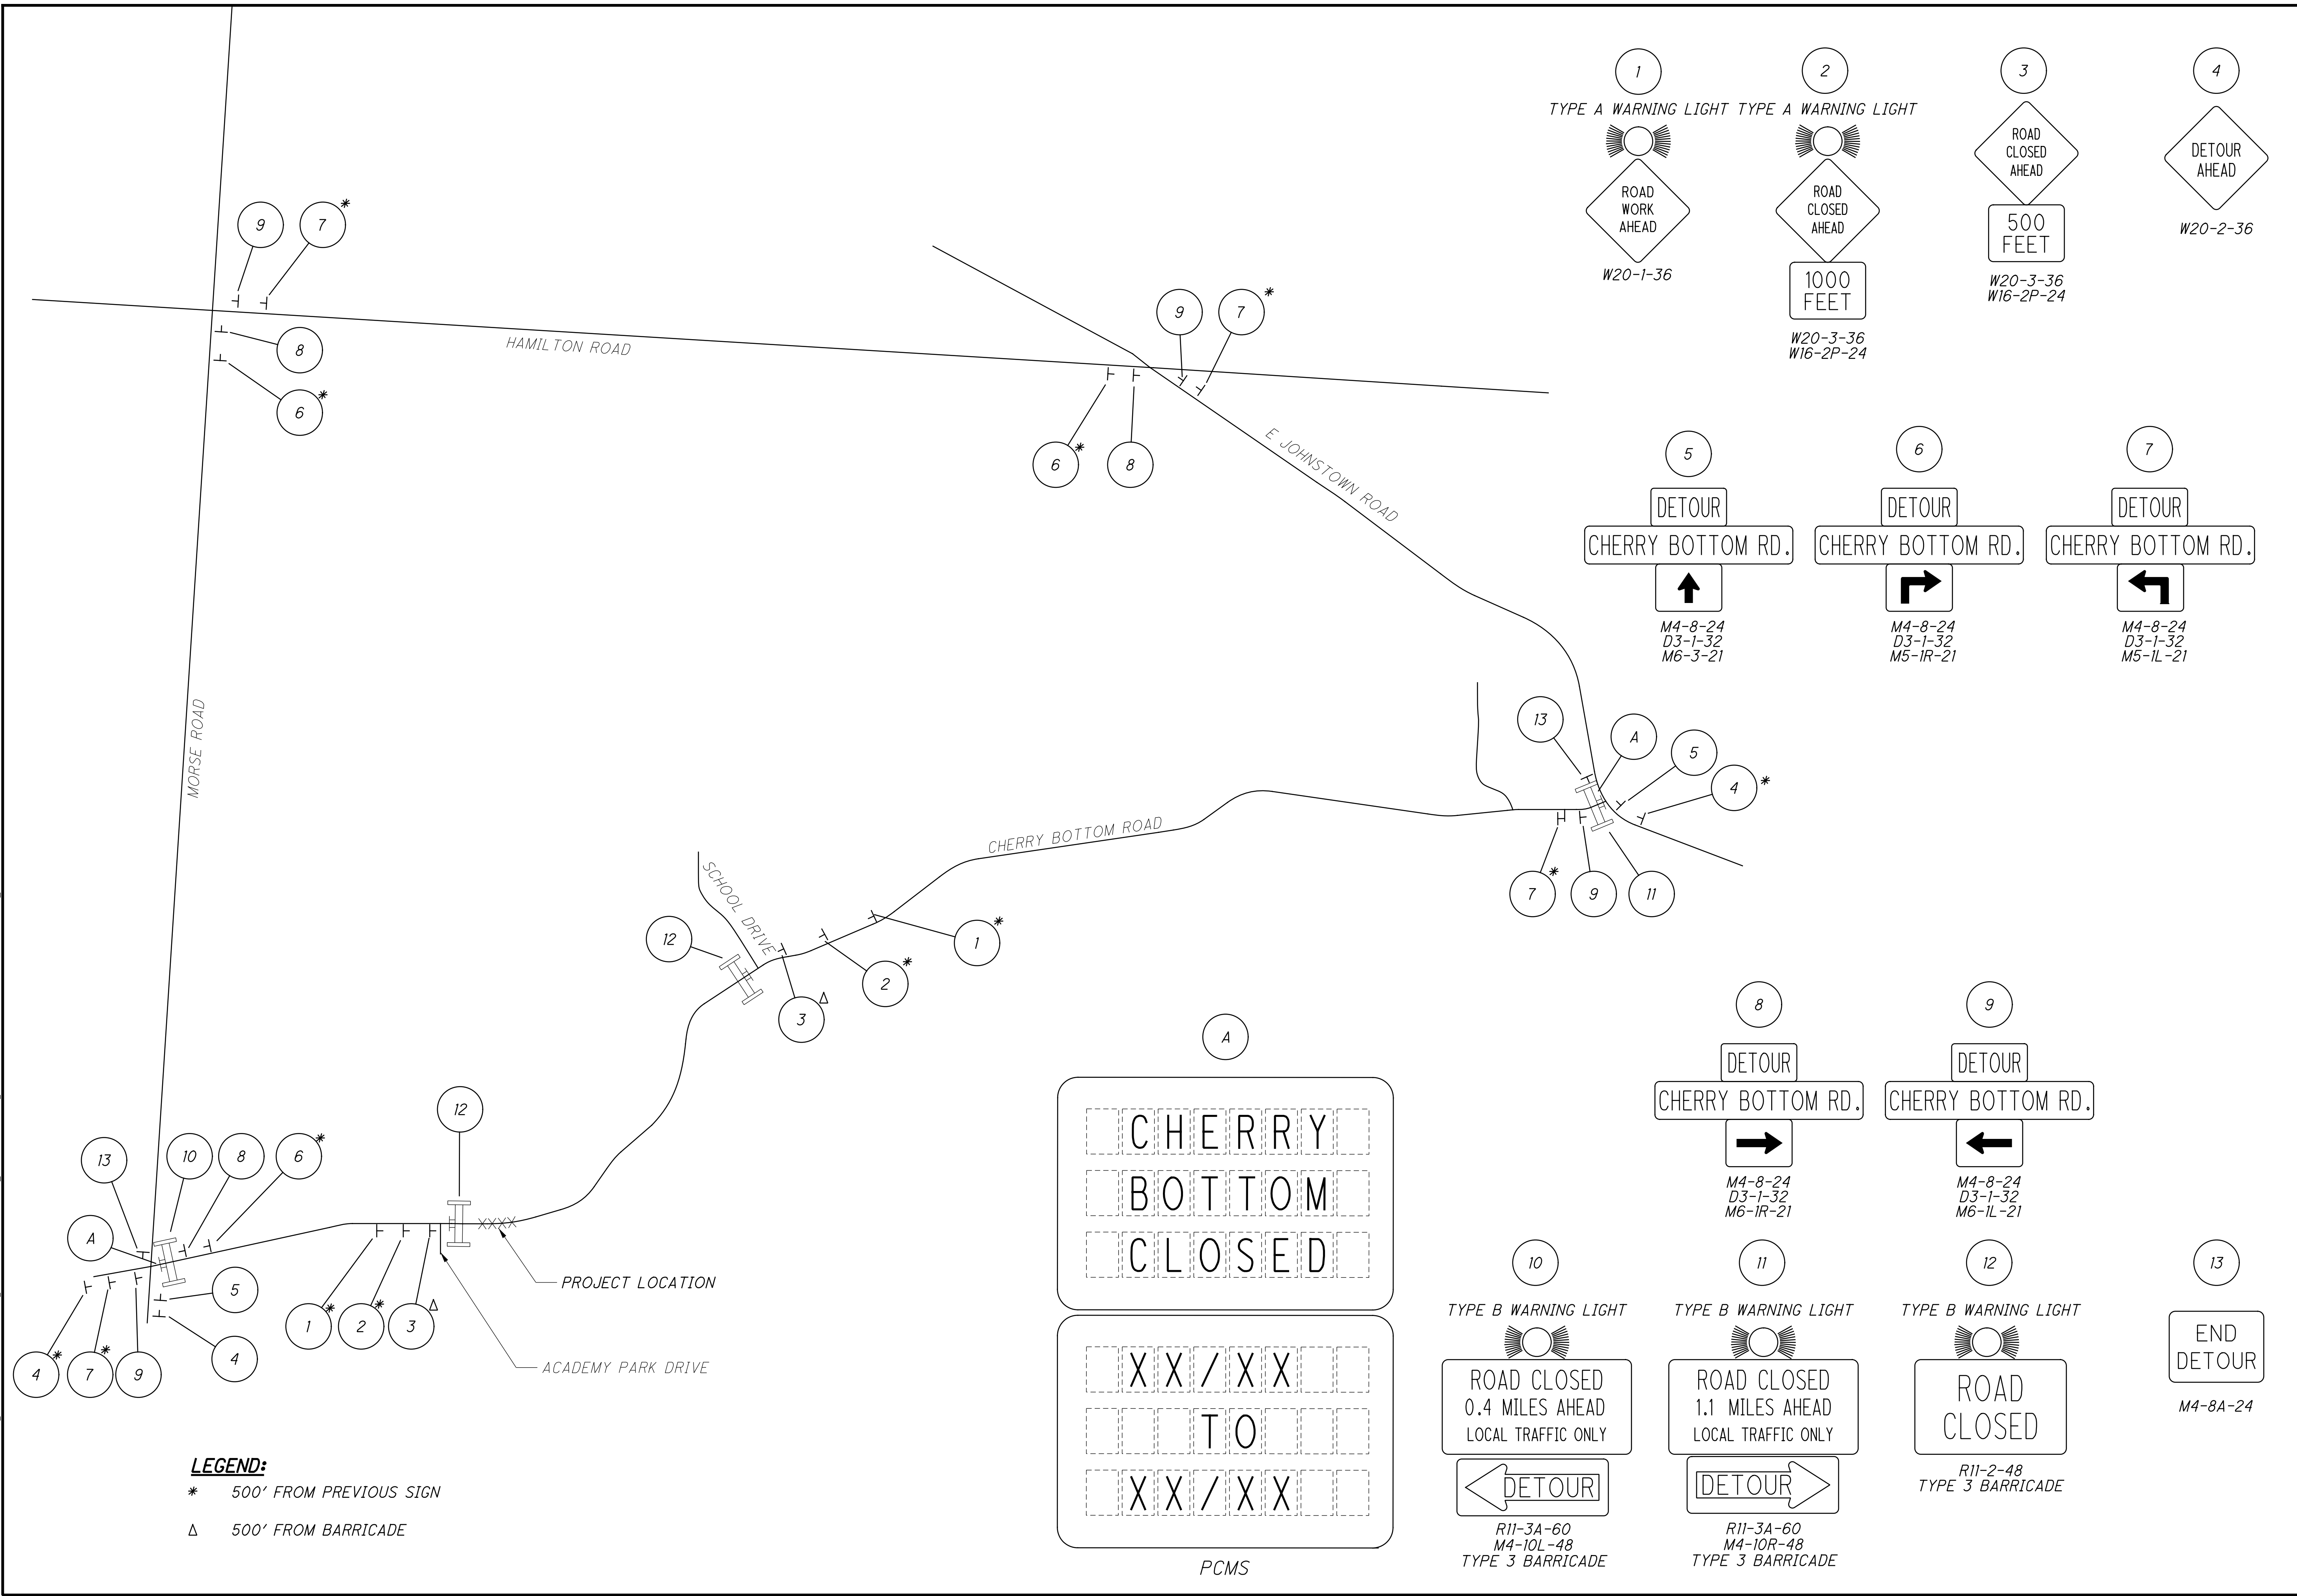 1
TYPE A WARNING LIGHT
ROAD
WORK
AHEAD
W20-1-36
2
TYPE A WARNING LIGHT
ROAD
CLOSED
AHEAD
1000
FEET
W20-3-36
W16-2P-24
3
ROAD
CLOSED
AHEAD
500
FEET
W20-3-36
W16-2P-24
4
DETOUR
AHEAD
W20-2-36
9
7 *
8
6 *
HAMILTON ROAD
9
7 *
6 *
8
E JOHNSTOWN ROAD
5
DETOUR
CHERRY BOTTOM RD.
M4-8-24
D3-1-32
M6-3-21
6
DETOUR
CHERRY BOTTOM RD.
M4-8-24
D3-1-32
M5-1R-21
7
DETOUR
CHERRY BOTTOM RD.
M4-8-24
D3-1-32
M5-1L-21
MORSE ROAD
13
A
5
4 *
7 *
9
11
CHERRY BOTTOM ROAD
SCHOOL DRIVE
12
1 *
2 *
3 Δ
12
13
10
8
6 *
A
5
4
4 *
7 *
9
1 *
2 *
3 Δ
XXXX
PROJECT LOCATION
ACADEMY PARK DRIVE
A
CHERRY
BOTTOM
CLOSED
XX/XX
TO
XX/XX
PCMS
8
DETOUR
CHERRY BOTTOM RD.
M4-8-24
D3-1-32
M6-1R-21
9
DETOUR
CHERRY BOTTOM RD.
M4-8-24
D3-1-32
M6-1L-21
10
TYPE B WARNING LIGHT
ROAD CLOSED
0.4 MILES AHEAD
LOCAL TRAFFIC ONLY
DETOUR
R11-3A-60
M4-10L-48
TYPE 3 BARRICADE
11
TYPE B WARNING LIGHT
ROAD CLOSED
1.1 MILES AHEAD
LOCAL TRAFFIC ONLY
DETOUR
R11-3A-60
M4-10R-48
TYPE 3 BARRICADE
12
TYPE B WARNING LIGHT
ROAD
CLOSED
R11-2-48
TYPE 3 BARRICADE
13
END
DETOUR
M4-8A-24
LEGEND:
* 500' FROM PREVIOUS SIGN
Δ 500' FROM BARRICADE